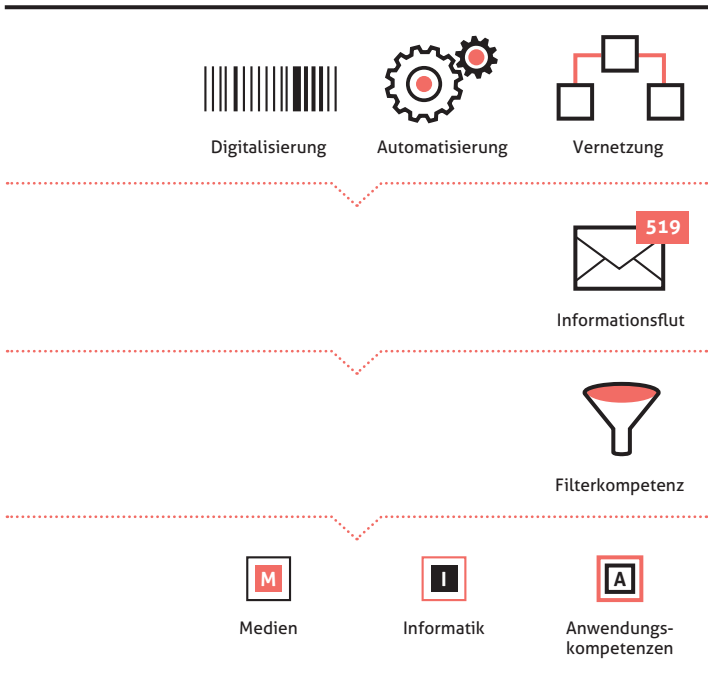 Digitalisierung
Automatisierung
Vernetzung
519
Informationsflut
Filterkompetenz
M
I
A
Medien
Informatik
Anwendungs-
kompetenzen